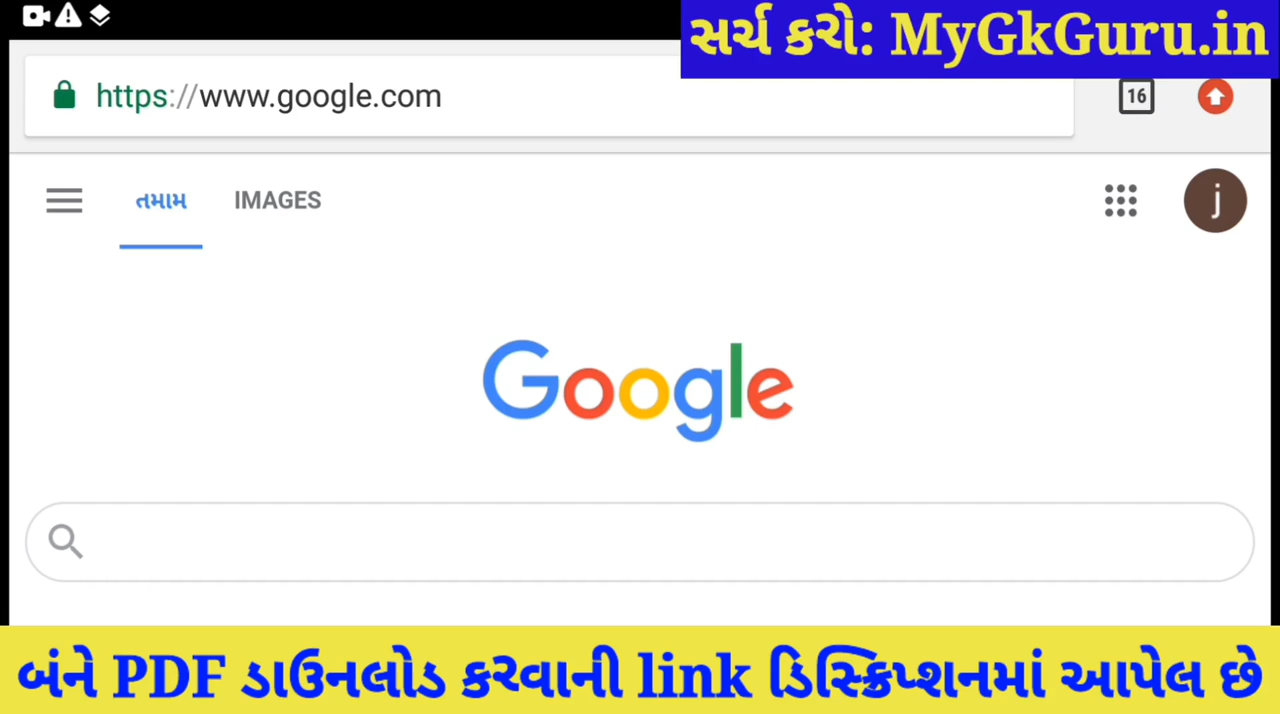 સર્ચ કરો: MyGkGuru.in
https://www.google.com
16
તમામ IMAGES
j
Google
બંને PDF ડાઉનલોડ કરવાની link ડિસ્ક્રિપ્શનમાં આપેલ છે